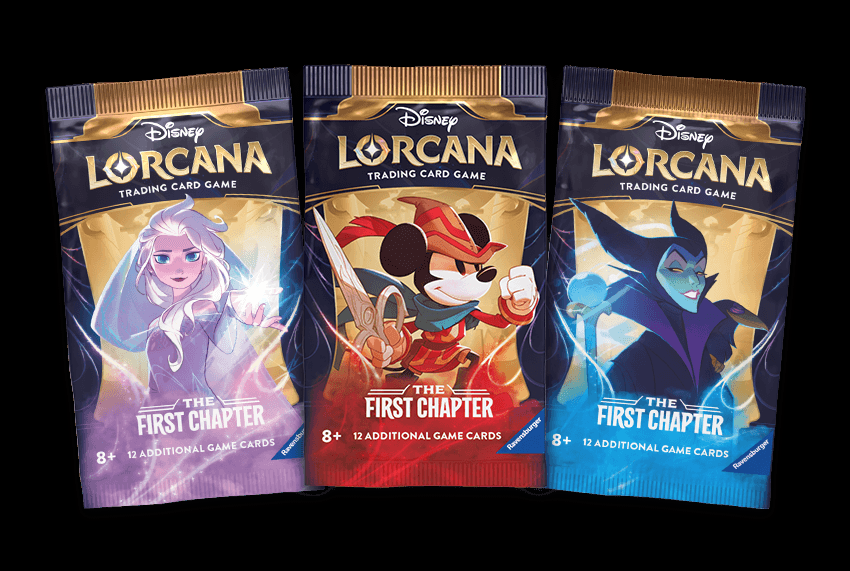 Disney
LORCANA
TRADING CARD GAME
THE
FIRST CHAPTER
8+ 12 ADDITIONAL GAME CARDS
Ravensburger
Disney
LORCANA
TRADING CARD GAME
THE
FIRST CHAPTER
8+ 12 ADDITIONAL GAME CARDS
Ravensburger
Disney
LORCANA
TRADING CARD GAME
THE
FIRST CHAPTER
8+ 12 ADDITIONAL GAME CARDS
Ravensburger